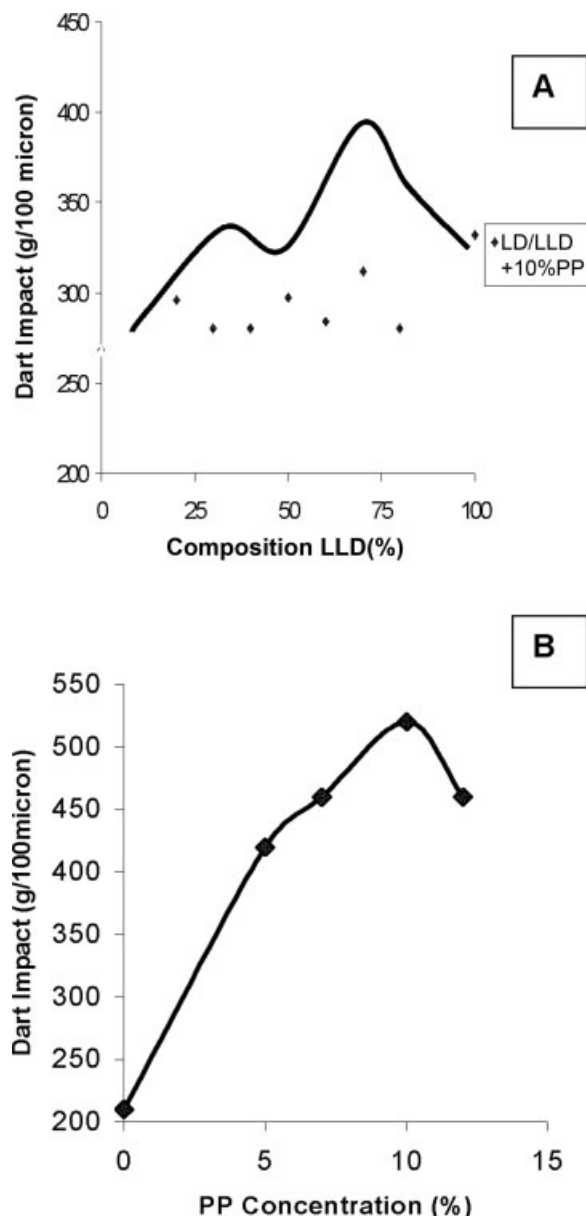 450
A
400
Dart Impact (g/100 micron)
350
LD/LLD
+10%PP
300
250
200
0 25 50 75 100
Composition LLD(%)
B
550
500
Dart Impact (g/100micron)
450
400
350
300
250
200
0 5 10 15
PP Concentration (%)